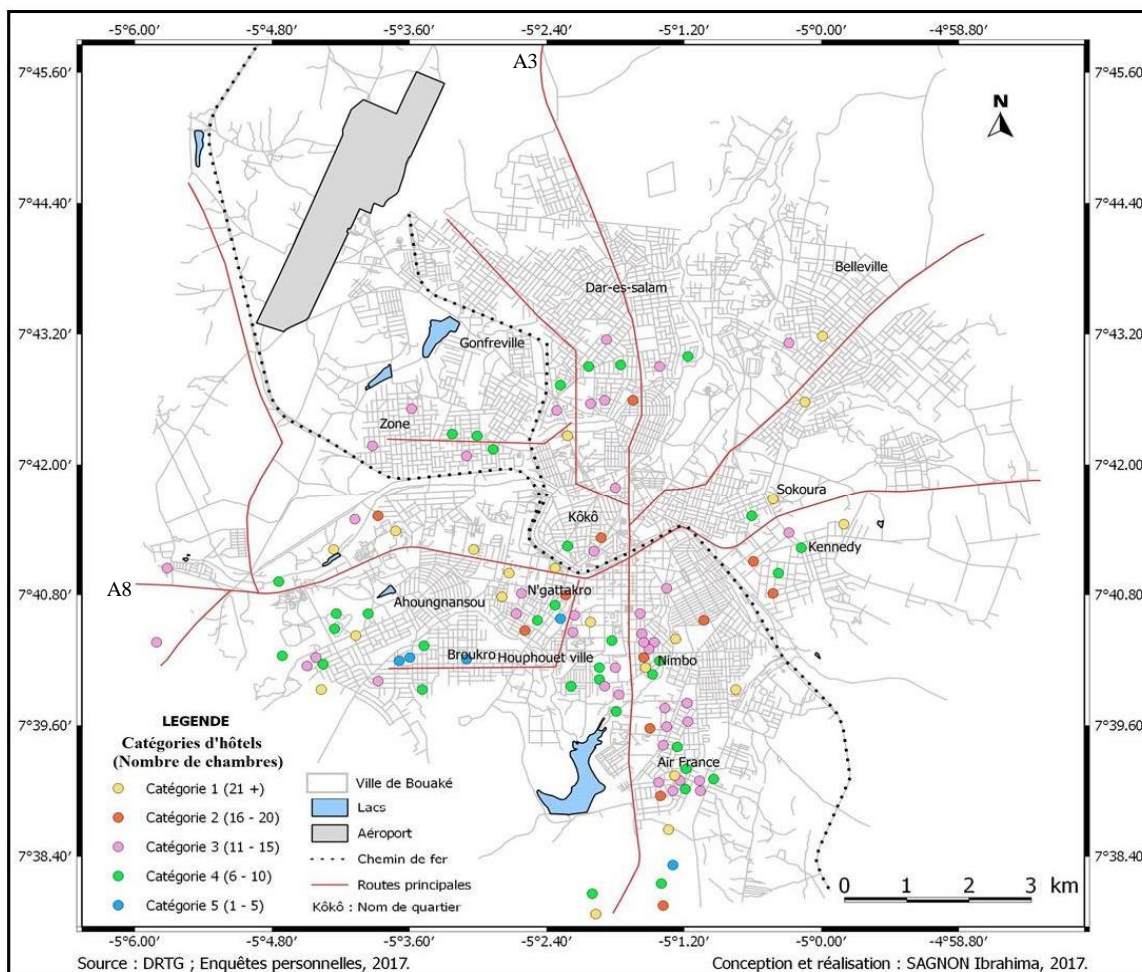 -5°6.00′ -5°4.80′ -5°3.60′ -5°2.40′ -5°1.20′ -5°0.00′ -4°58.80′
A3
7°45.60′ 7°45.60′
N
7°44.40′ 7°44.40′
Belleville
Dar-es-salam
7°43.20′ 7°43.20′
Gonfreville
Zone
7°42.00′ 7°42.00′
Sokoura
Kôkô
Kennedy
A8
7°40.80′ 7°40.80′
N'gattakro
Ahoungnansou
Broukro Houphouet ville Nimbo
7°39.60′ 7°39.60′
Air France
LEGENDE
Catégories d'hôtels
(Nombre de chambres)
Catégorie 1 (21 +)
Catégorie 2 (16 - 20)
Catégorie 3 (11 - 15)
Catégorie 4 (6 - 10)
Catégorie 5 (1 - 5)
Ville de Bouaké
Lacs
Aéroport
Chemin de fer
Routes principales
Kôkô : Nom de quartier
7°38.40′ 7°38.40′
0 1 2 3 km
-5°6.00′ -5°4.80′ -5°3.60′ -5°2.40′ -5°1.20′ -5°0.00′ -4°58.80′
Source : DRTG ; Enquêtes personnelles, 2017. Conception et réalisation : SAGNON Ibrahima, 2017.